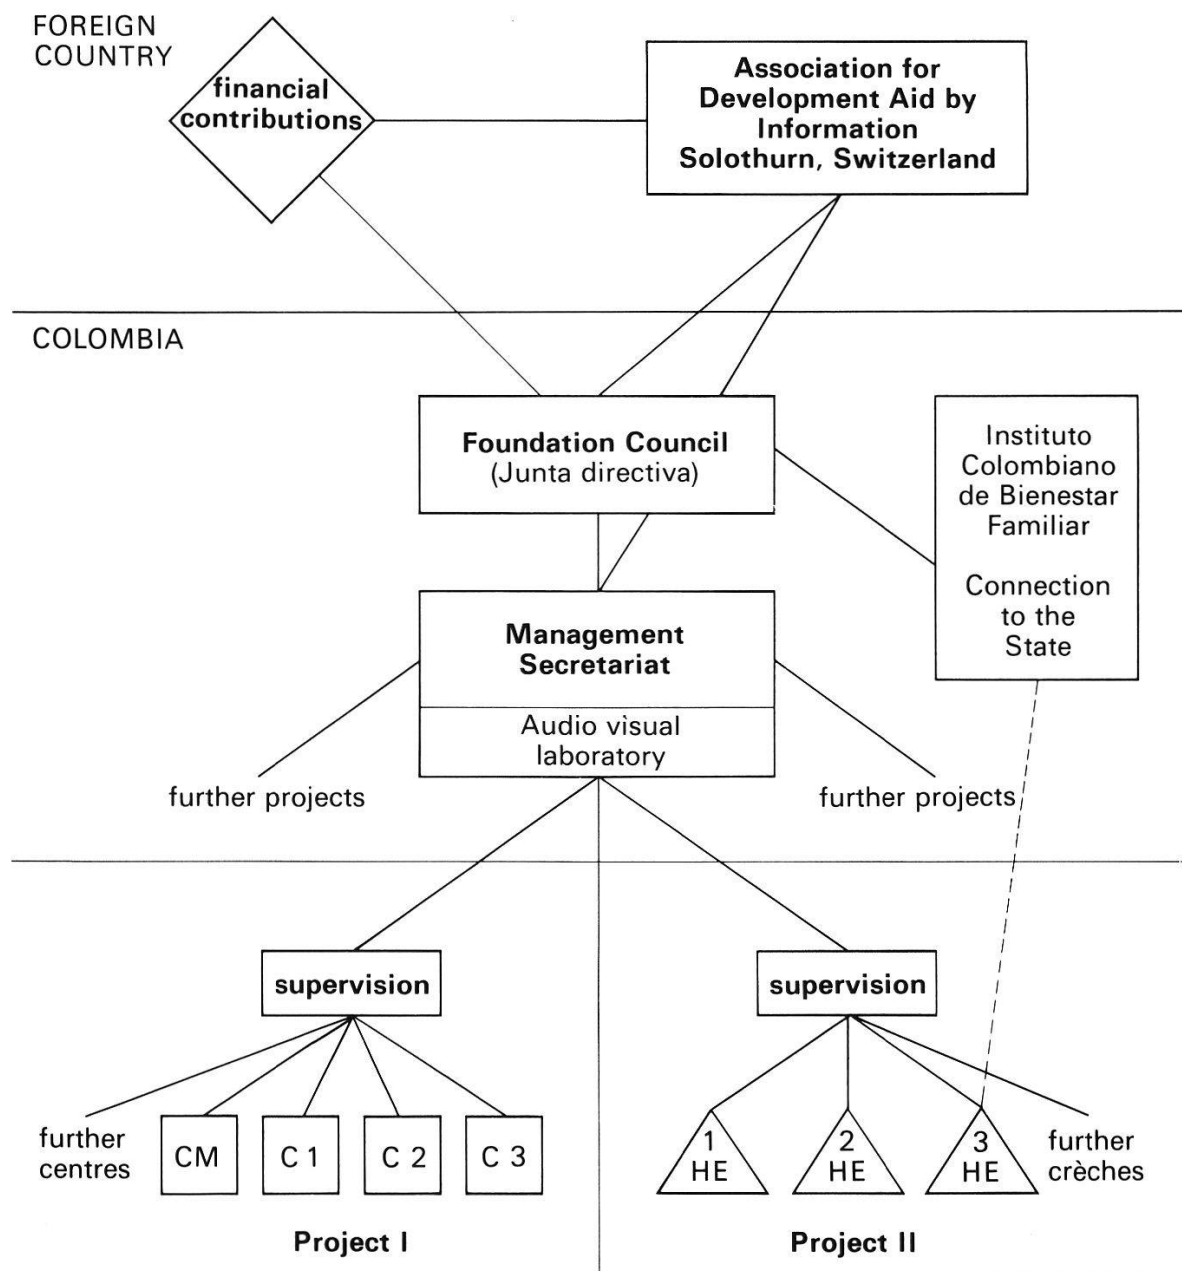 FOREIGN
COUNTRY
financial
contributions
Association for
Development Aid by
Information
Solothurn, Switzerland
COLOMBIA
Foundation Council
(Junta directiva)
Instituto
Colombiano
de Bienestar
Familiar
Connection
to the
State
Management
Secretariat
Audio visual
laboratory
further projects
further projects
supervision
supervision
further
centres
CM
C 1
C 2
C 3
1
HE
2
HE
3
HE
further
crèches
Project I
Project II